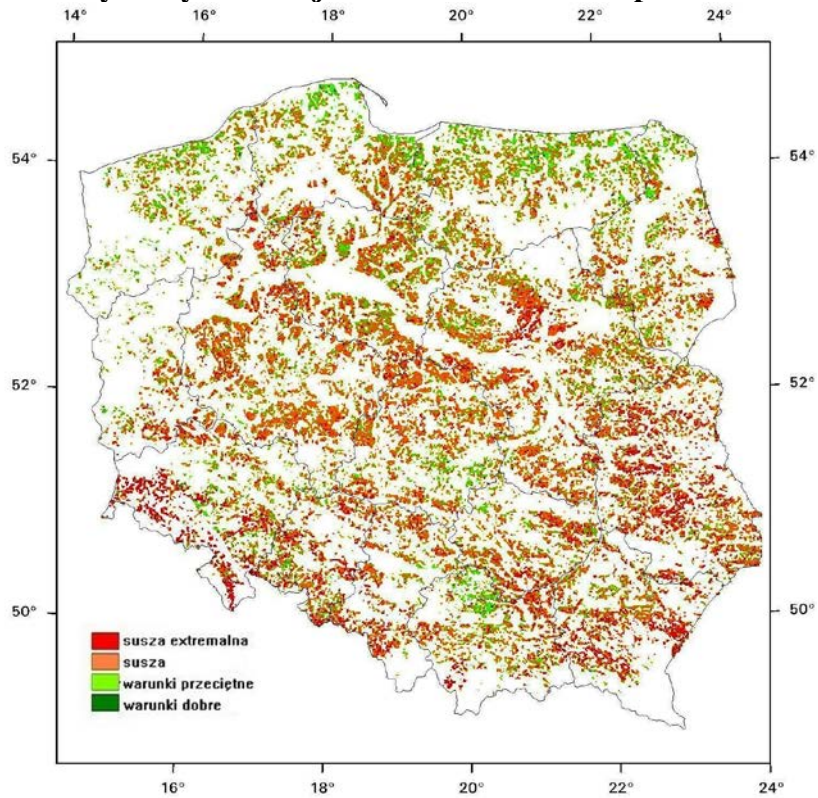 14° 16° 18° 20° 22° 24°
54° 54°
52° 52°
50° 50°
susza extremalna
susza
warunki przeciętne
warunki dobre
16° 18° 20° 22° 24°